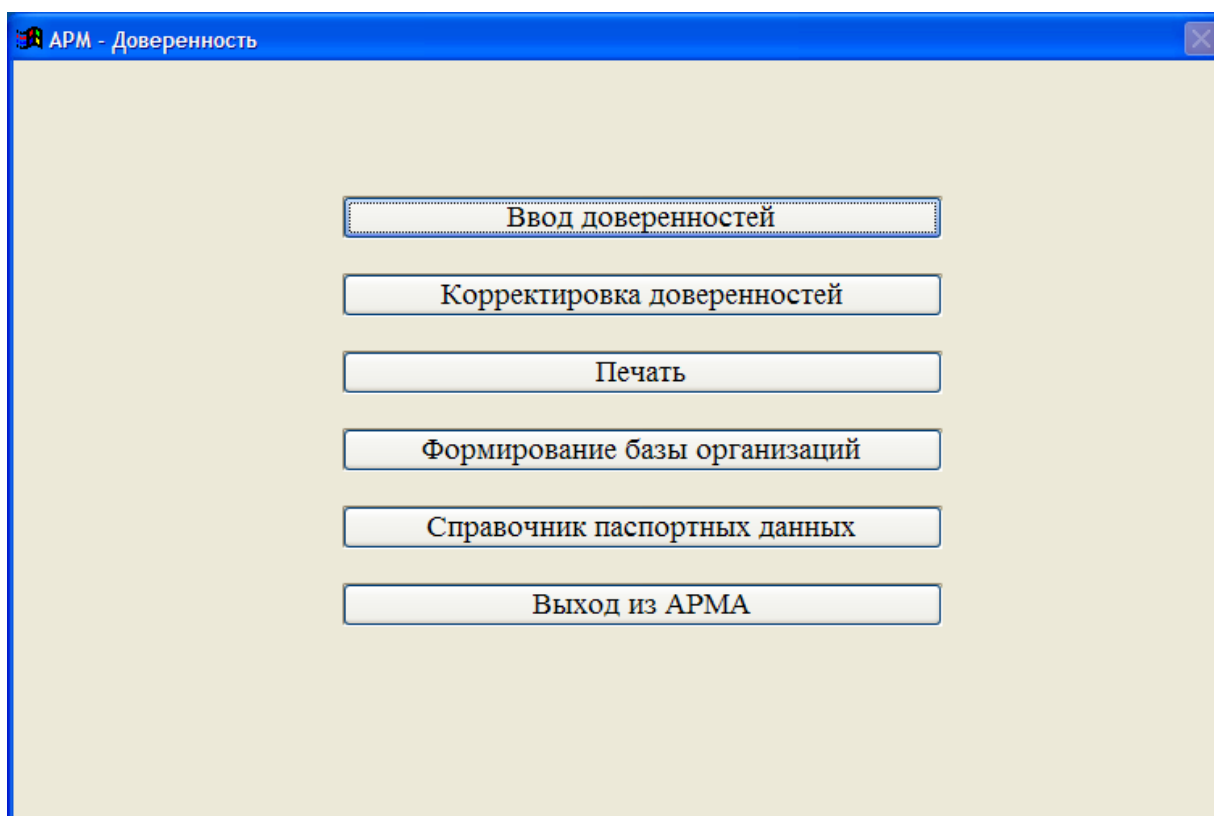 АРМ - Доверенность
Ввод доверенностей
Корректировка доверенностей
Печать
Формирование базы организаций
Справочник паспортных данных
Выход из АРМА